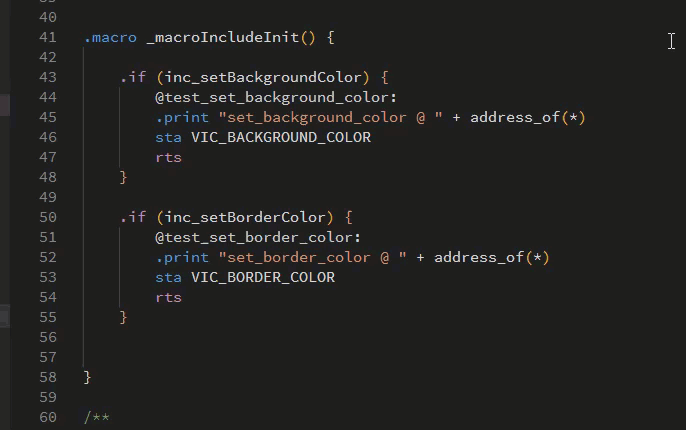 40
41 .macro _macroIncludeInit() {
42
43 .if (inc_setBackgroundColor) {
44 @test_set_background_color:
45 .print "set_background_color @ " + address_of(*)
46 sta VIC_BACKGROUND_COLOR
47 rts
48 }
49
50 .if (inc_setBorderColor) {
51 @test_set_border_color:
52 .print "set_border_color @ " + address_of(*)
53 sta VIC_BORDER_COLOR
54 rts
55 }
56
57
58 }
59
60 /**